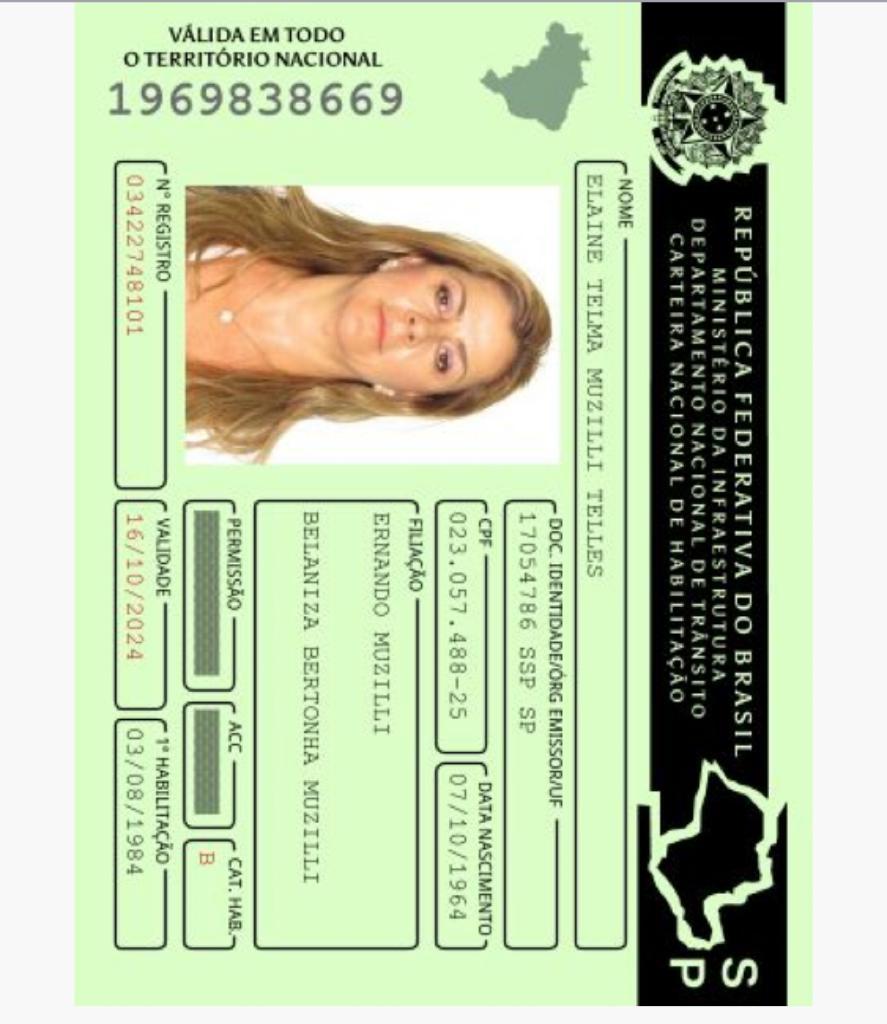 VÁLIDA EM TODO
O TERRITÓRIO NACIONAL
1969838669
REPÚBLICA FEDERATIVA DO BRASIL
MINISTÉRIO DA INFRAESTRUTURA
DEPARTAMENTO NACIONAL DE TRÂNSITO
CARTEIRA NACIONAL DE HABILITAÇÃO
SP
NOME
ELAINE TELMA MUZILLI TELLES
DOC. IDENTIDADE/ÓRG EMISSOR/UF
17054786 SSP SP
CPF
023.057.488-25
DATA NASCIMENTO
07/10/1964
FILIAÇÃO
ERNANDO MUZILLI
BELANIZA BERTONHA MUZILLI
PERMISSÃO
ACC
CAT. HAB.
B
Nº REGISTRO
03422748101
VALIDADE
16/10/2024
1ª HABILITAÇÃO
03/08/1984